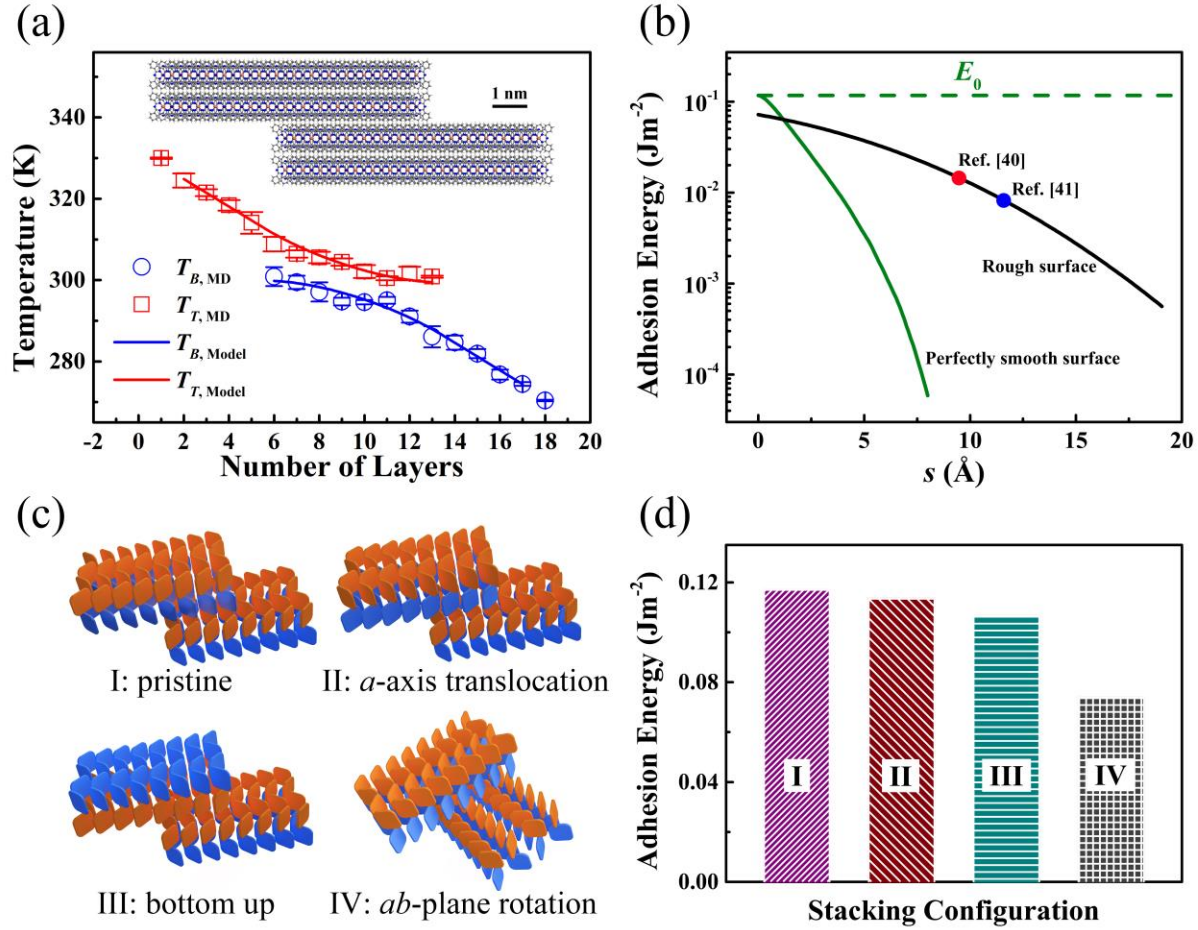 (a)
Temperature (K)
340
320
300
280
1 nm
T_B, MD
T_T, MD
T_B, Model
T_T, Model
-2 0 2 4 6 8 10 12 14 16 18 20
Number of Layers
(b)
Adhesion Energy (Jm⁻²)
10⁻¹
10⁻²
10⁻³
10⁻⁴
E₀
Ref. [40]
Ref. [41]
Rough surface
Perfectly smooth surface
0 5 10 15 20
s (Å)
(c)
I: pristine
II: a-axis translocation
III: bottom up
IV: ab-plane rotation
(d)
Adhesion Energy (Jm⁻²)
0.12
0.08
0.04
0.00
I II III IV
Stacking Configuration